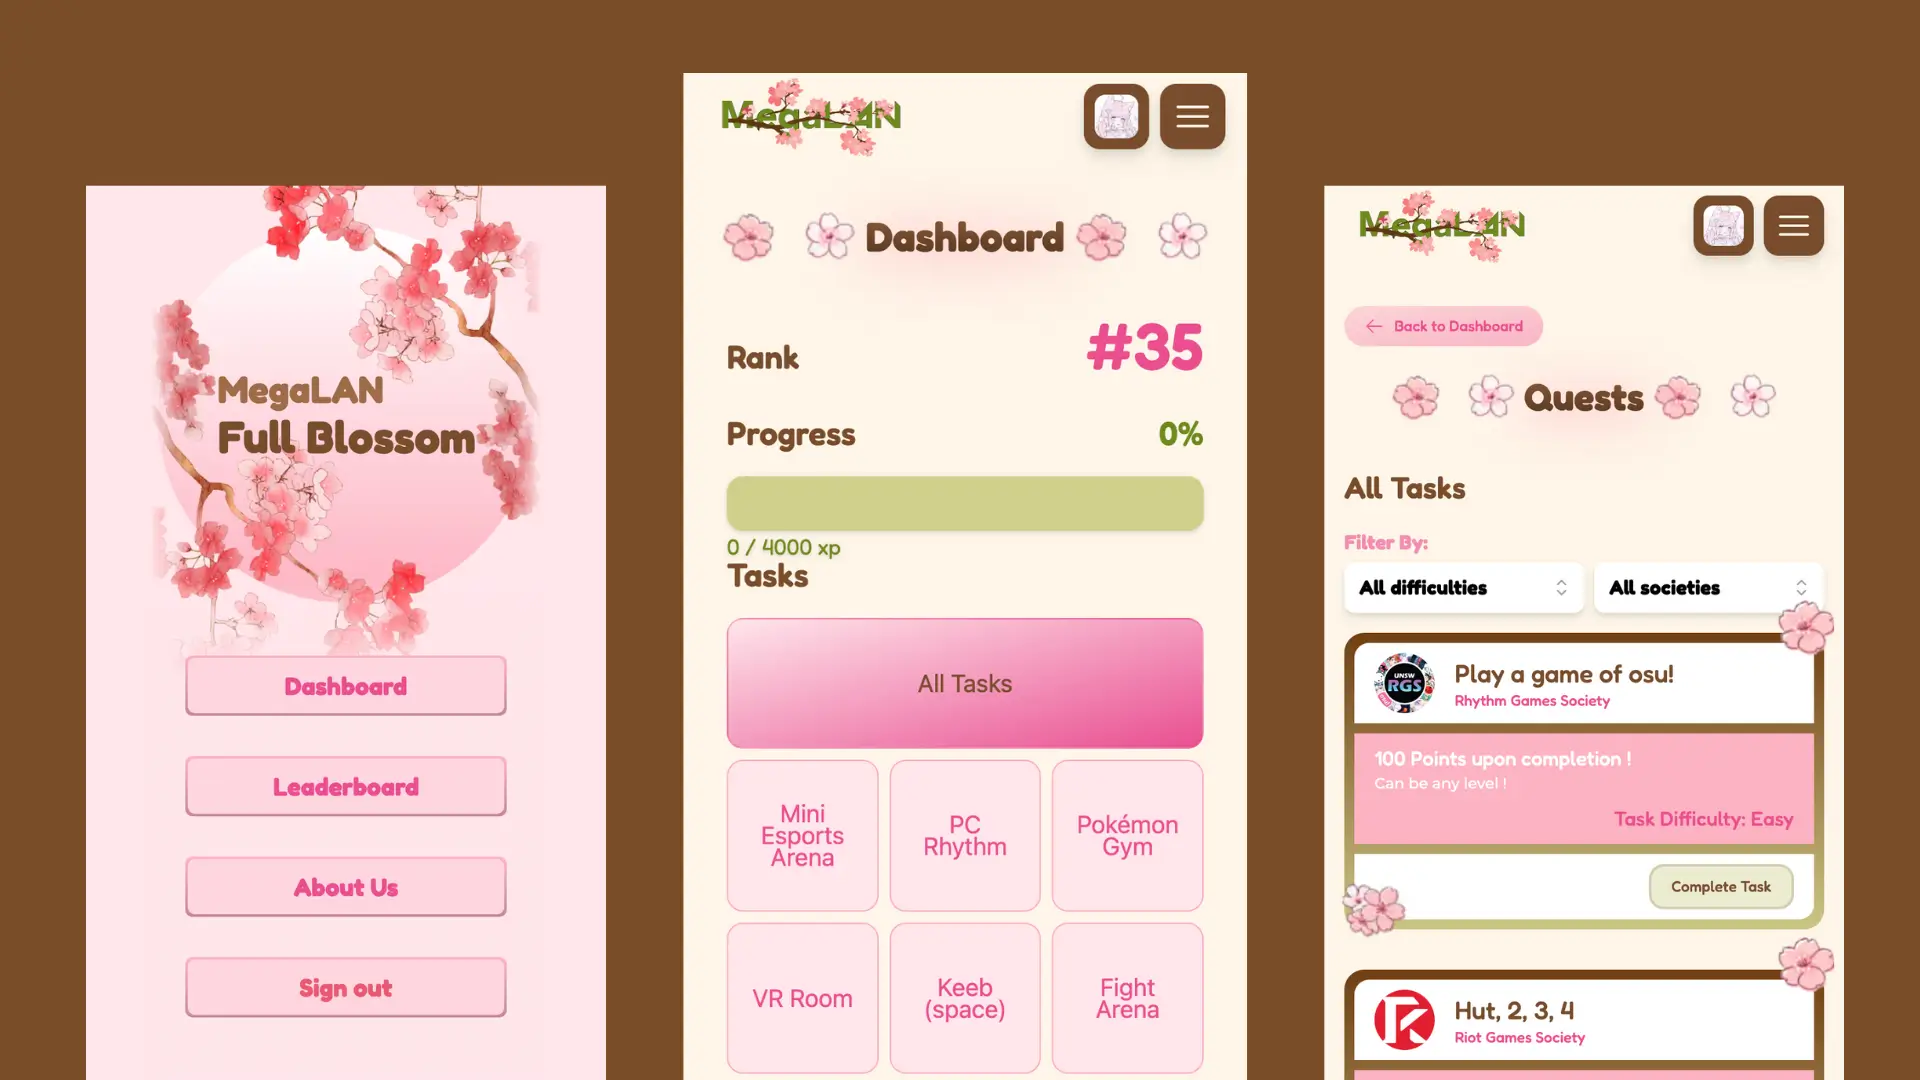 MegaLAN
Full Blossom
Dashboard
Leaderboard
About Us
Sign out
MegaLAN
Dashboard
Rank
#35
Progress
0%
0 / 4000 xp
Tasks
All Tasks
Mini
Esports
Arena
PC
Rhythm
Pokémon
Gym
VR Room
Keeb
(space)
Fight
Arena
MegaLAN
Back to Dashboard
Quests
All Tasks
Filter By:
All difficulties
All societies
UNSW
RGS
Play a game of osu!
Rhythm Games Society
100 Points upon completion !
Can be any level !
Task Difficulty: Easy
Complete Task
Hut, 2, 3, 4
Riot Games Society